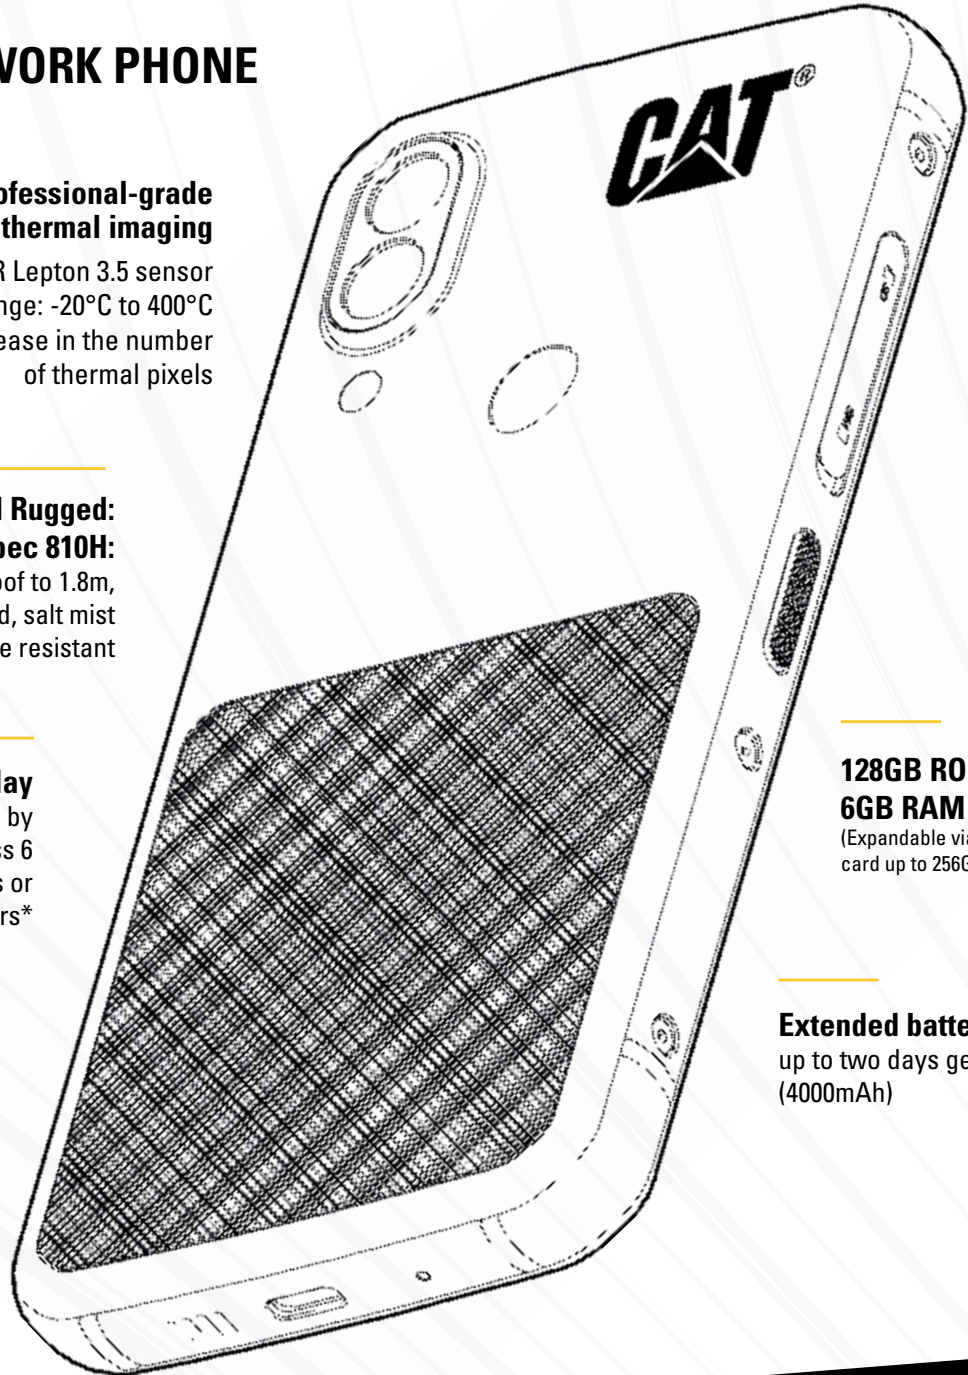 WORK PHONE
CAT®
ofessional-grade
thermal imaging
R Lepton 3.5 sensor
nge: -20°C to 400°C
ease in the number
of thermal pixels
l Rugged:
pec 810H:
oof to 1.8m,
d, salt mist
e resistant
lay
by
ss 6
s or
rs*
128GB RO
6GB RAM
(Expandable via
card up to 256G
Extended batte
up to two days ge
(4000mAh)